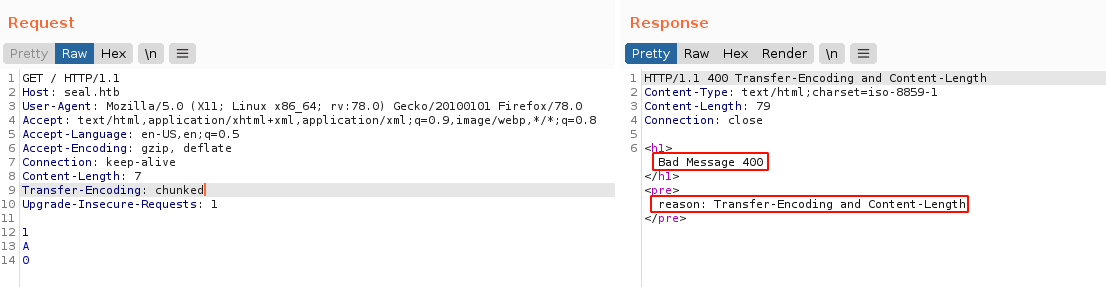 Request
Pretty Raw Hex \n
1 GET / HTTP/1.1
2 Host: seal.htb
3 User-Agent: Mozilla/5.0 (X11; Linux x86_64; rv:78.0) Gecko/20100101 Firefox/78.0
4 Accept: text/html,application/xhtml+xml,application/xml;q=0.9,image/webp,*/*;q=0.8
5 Accept-Language: en-US,en;q=0.5
6 Accept-Encoding: gzip, deflate
7 Connection: keep-alive
8 Content-Length: 7
9 Transfer-Encoding: chunked
10 Upgrade-Insecure-Requests: 1
11
12 1
13 A
14 0
Response
Pretty Raw Hex Render \n
1 HTTP/1.1 400 Transfer-Encoding and Content-Length
2 Content-Type: text/html;charset=iso-8859-1
3 Content-Length: 79
4 Connection: close
5
6 <h1>
Bad Message 400
</h1>
<pre>
reason: Transfer-Encoding and Content-Length
</pre>